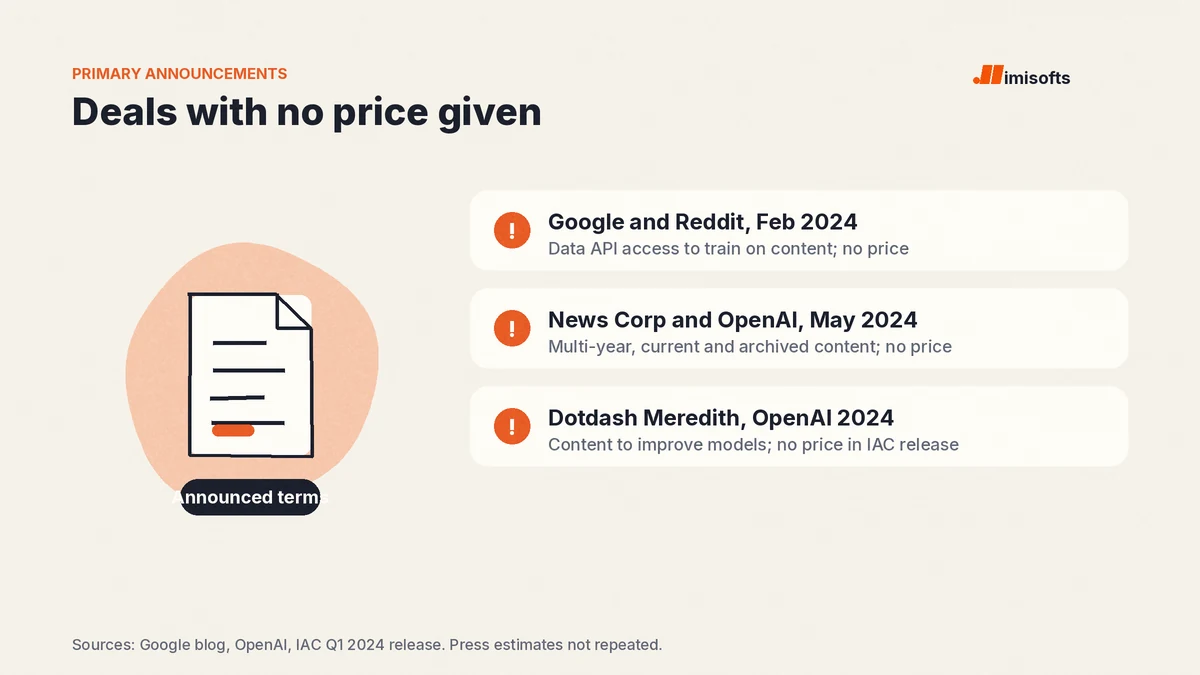 PRIMARY ANNOUNCEMENTS
Deals with no price given
imisofts
Google and Reddit, Feb 2024
Data API access to train on content; no price
News Corp and OpenAI, May 2024
Multi-year, current and archived content; no price
Dotdash Meredith, OpenAI 2024
Content to improve models; no price in IAC release
Announced terms
Sources: Google blog, OpenAI, IAC Q1 2024 release. Press estimates not repeated.